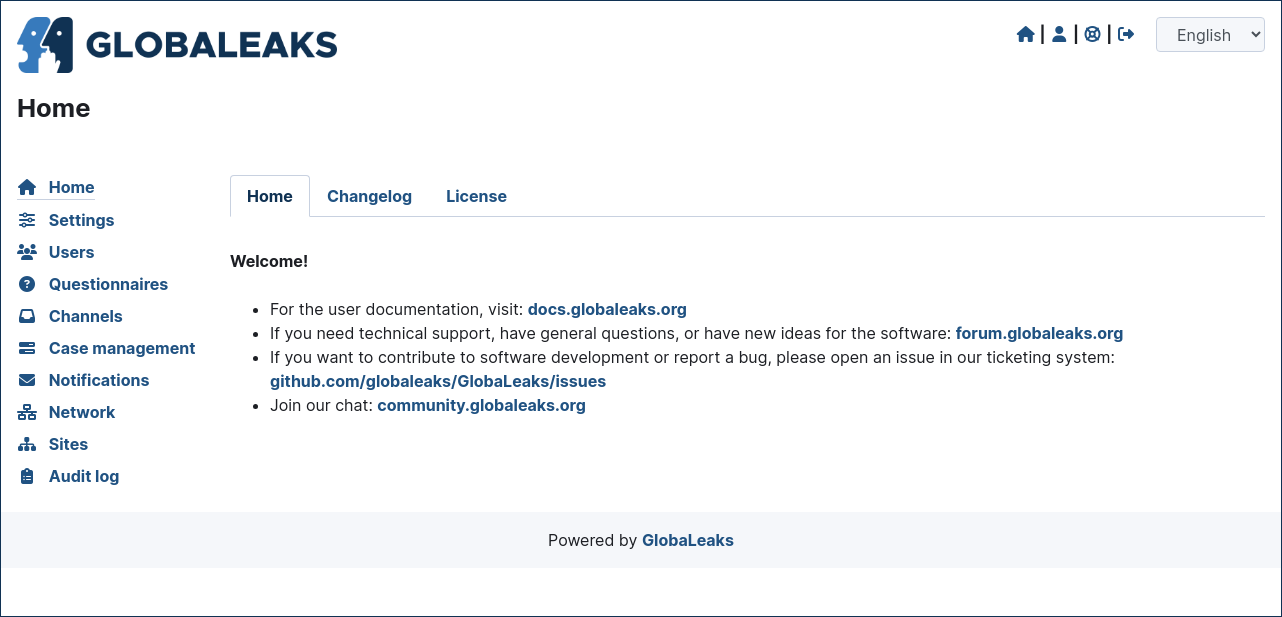 GLOBALEAKS
| | |
English
Home
Home
Settings
Users
Questionnaires
Channels
Case management
Notifications
Network
Sites
Audit log
Home Changelog License
Welcome!
• For the user documentation, visit: docs.globaleaks.org
• If you need technical support, have general questions, or have new ideas for the software: forum.globaleaks.org
• If you want to contribute to software development or report a bug, please open an issue in our ticketing system:
github.com/globaleaks/GlobaLeaks/issues
• Join our chat: community.globaleaks.org
Powered by GlobaLeaks